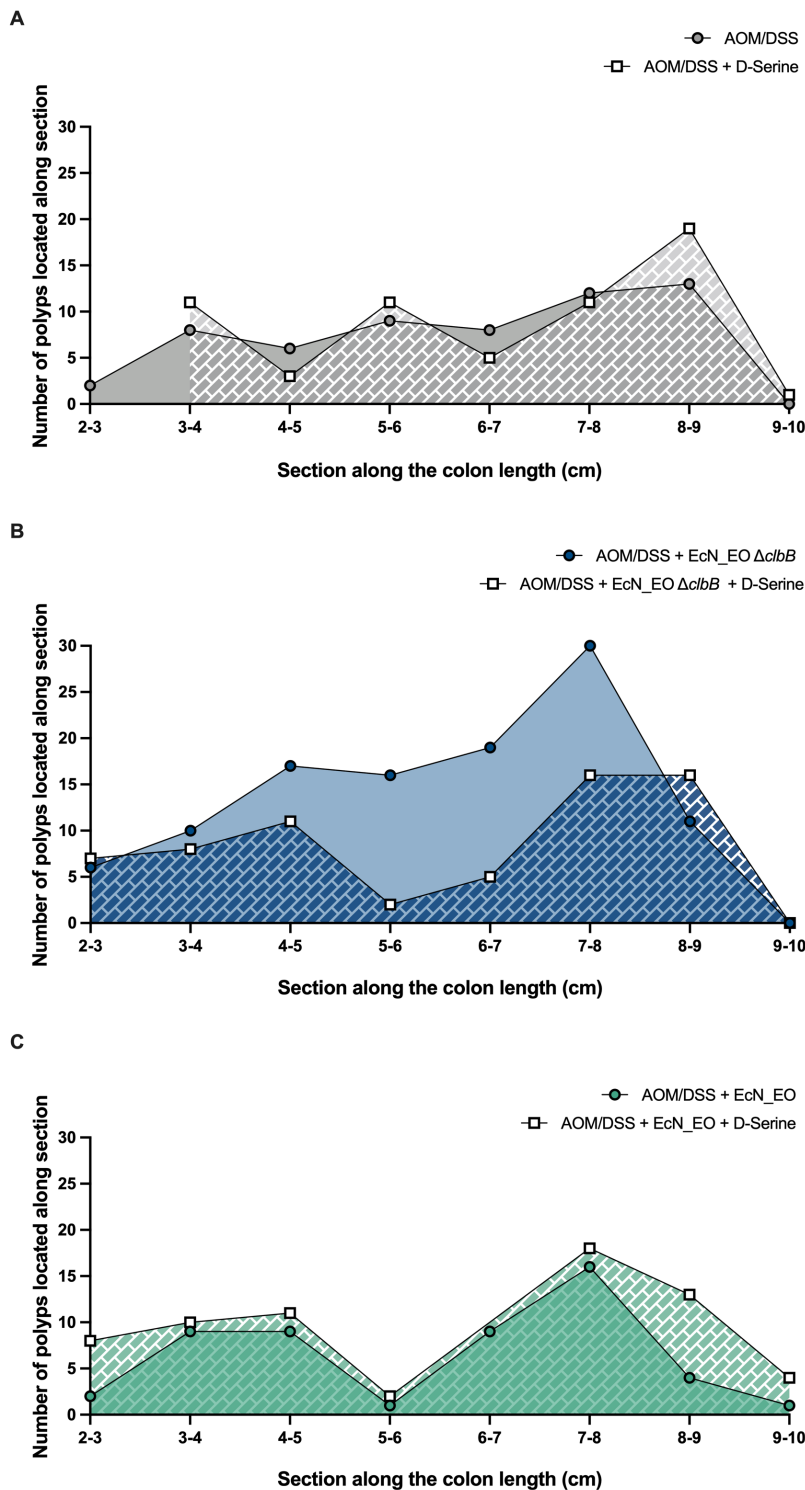 A
AOM/DSS
AOM/DSS + D-Serine
Number of polyps located along section
30
25
20
15
10
5
0
2-3 3-4 4-5 5-6 6-7 7-8 8-9 9-10
Section along the colon length (cm)
B
AOM/DSS + EcN_EO ΔclbB
AOM/DSS + EcN_EO ΔclbB + D-Serine
Number of polyps located along section
30
25
20
15
10
5
0
2-3 3-4 4-5 5-6 6-7 7-8 8-9 9-10
Section along the colon length (cm)
C
AOM/DSS + EcN_EO
AOM/DSS + EcN_EO + D-Serine
Number of polyps located along section
30
25
20
15
10
5
0
2-3 3-4 4-5 5-6 6-7 7-8 8-9 9-10
Section along the colon length (cm)